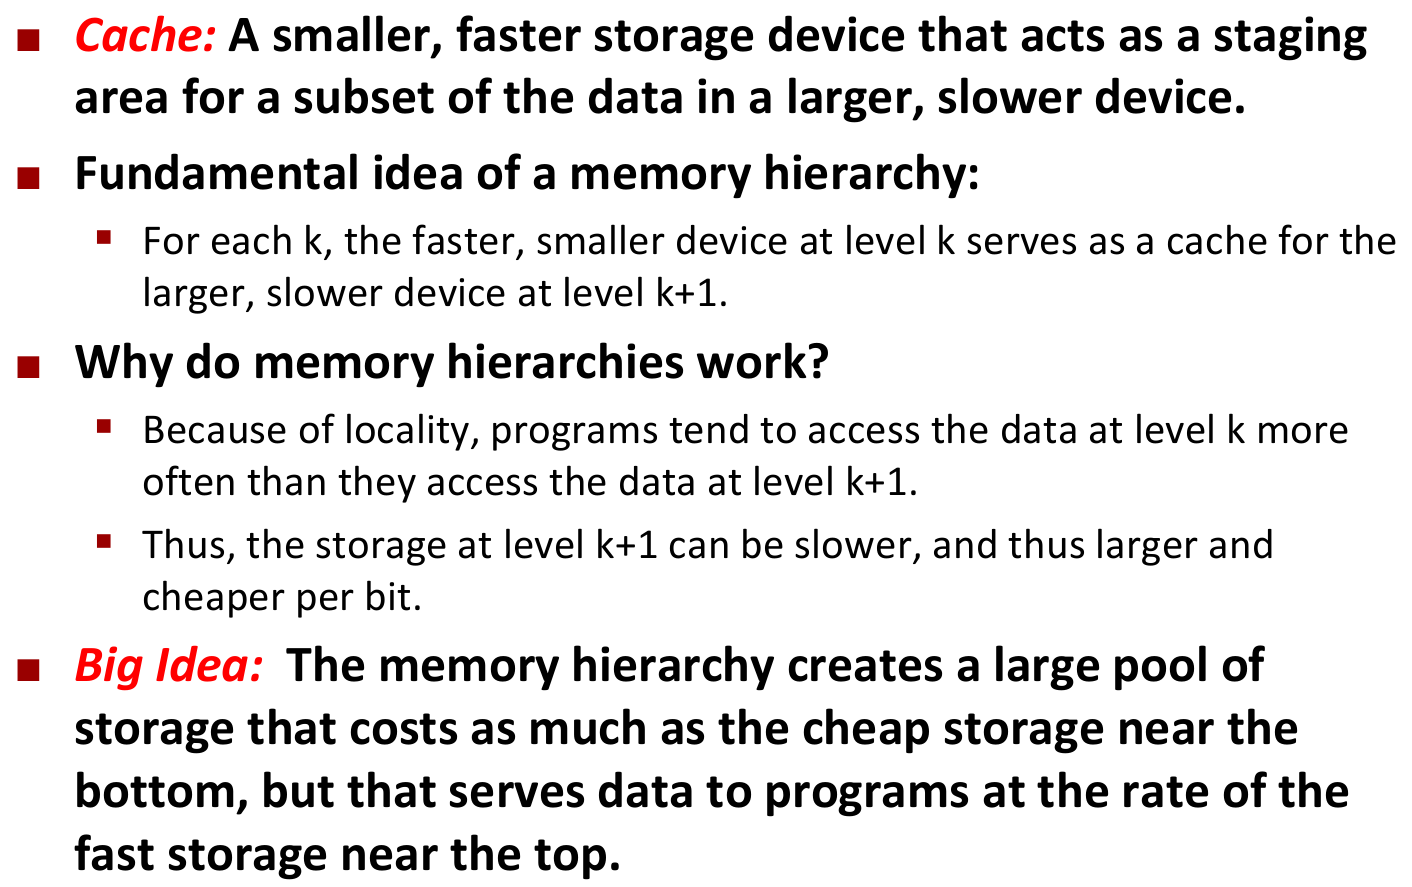 ■ Cache: A smaller, faster storage device that acts as a staging
area for a subset of the data in a larger, slower device.
■ Fundamental idea of a memory hierarchy:
▪ For each k, the faster, smaller device at level k serves as a cache for the
larger, slower device at level k+1.
■ Why do memory hierarchies work?
▪ Because of locality, programs tend to access the data at level k more
often than they access the data at level k+1.
▪ Thus, the storage at level k+1 can be slower, and thus larger and
cheaper per bit.
■ Big Idea: The memory hierarchy creates a large pool of
storage that costs as much as the cheap storage near the
bottom, but that serves data to programs at the rate of the
fast storage near the top.